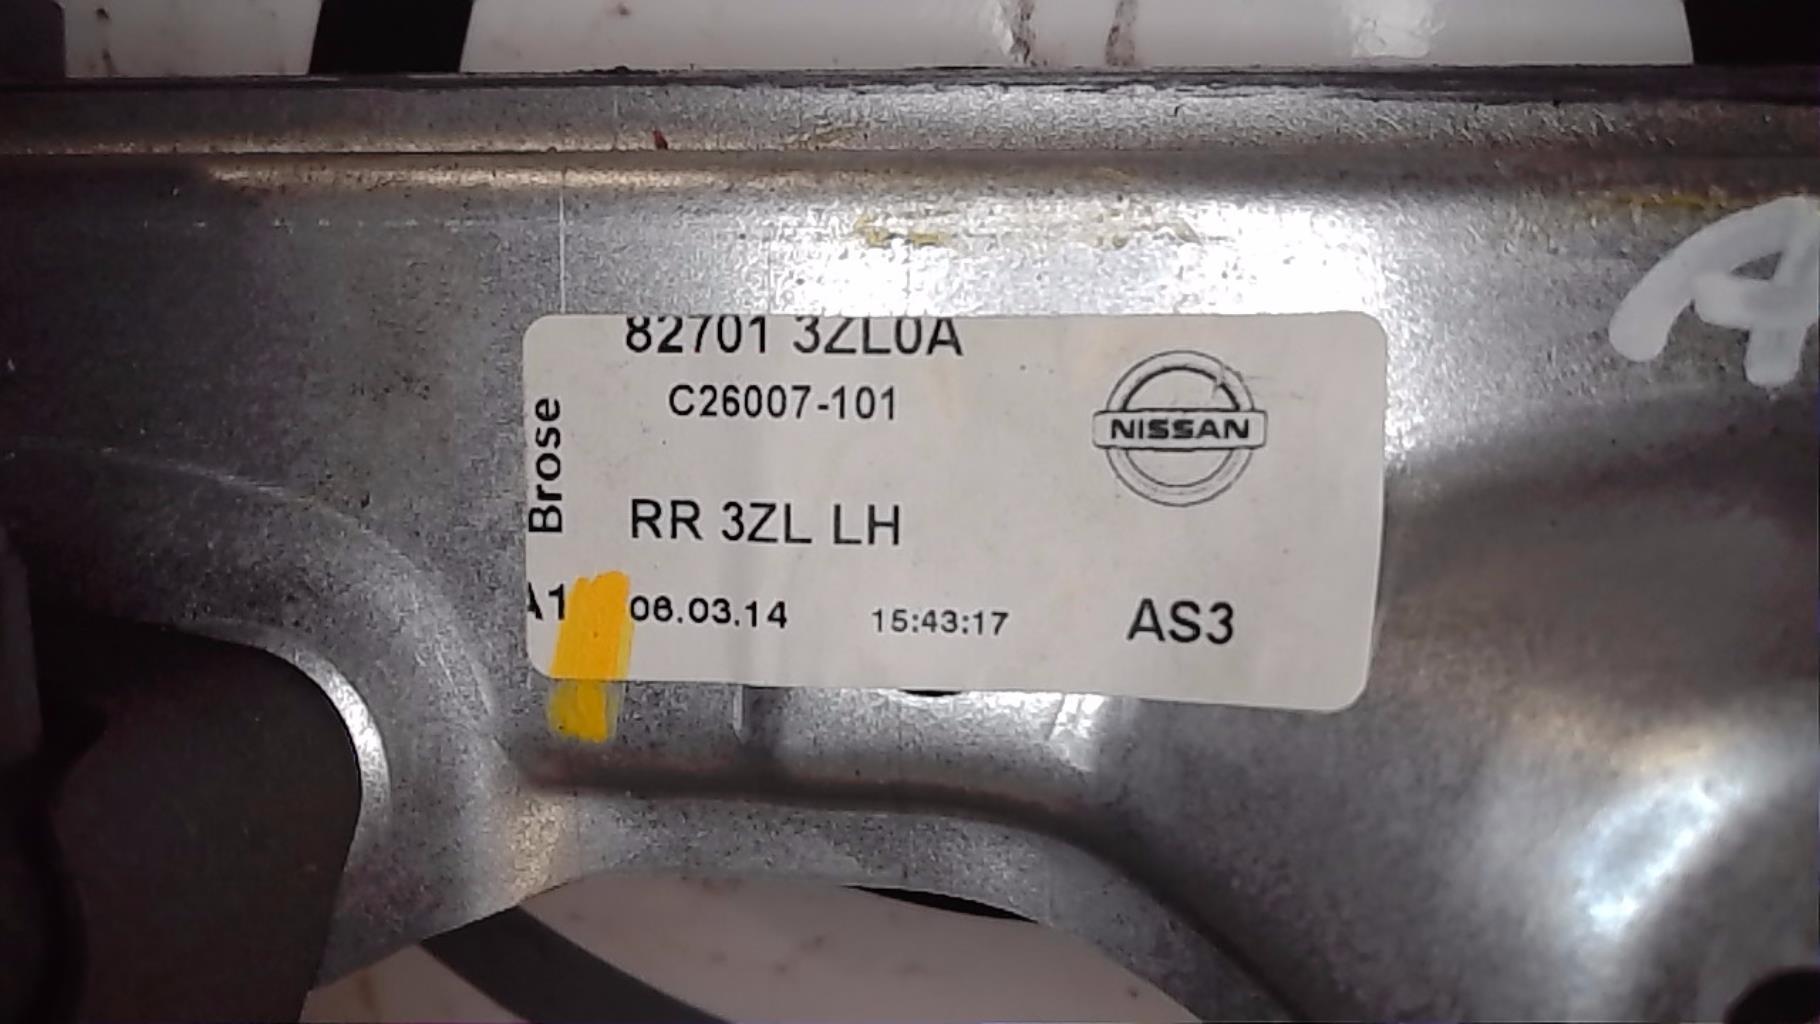 82701 3ZL0A
C26007-101
NISSAN
Brose
RR 3ZL LH
A1
06.03.14
15:43:17
AS3
A